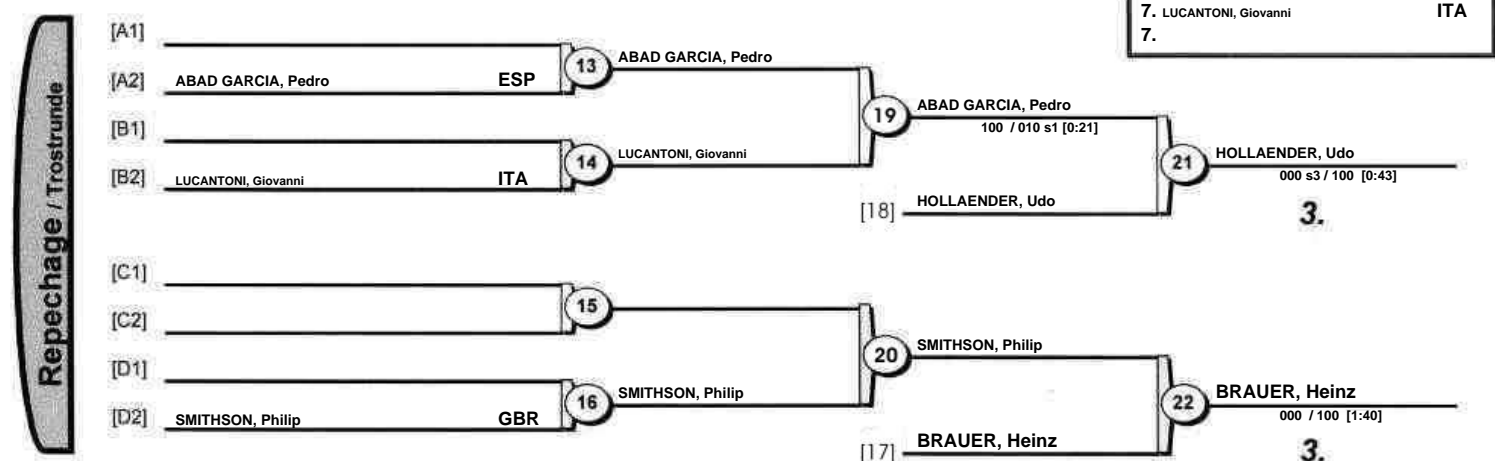 7. LUCANTONI, Giovanni ITA
7.
Repechage / Trostrunde
[A1]
[A2] ABAD GARCIA, Pedro ESP
13
ABAD GARCIA, Pedro
[B1]
[B2] LUCANTONI, Giovanni ITA
14
LUCANTONI, Giovanni
19
ABAD GARCIA, Pedro
100 / 010 s1 [0:21]
[18] HOLLAENDER, Udo
21
HOLLAENDER, Udo
000 s3 / 100 [0:43]
3.
[C1]
[C2]
15
[D1]
[D2] SMITHSON, Philip GBR
16
SMITHSON, Philip
20
SMITHSON, Philip
[17] BRAUER, Heinz
22
BRAUER, Heinz
000 / 100 [1:40]
3.